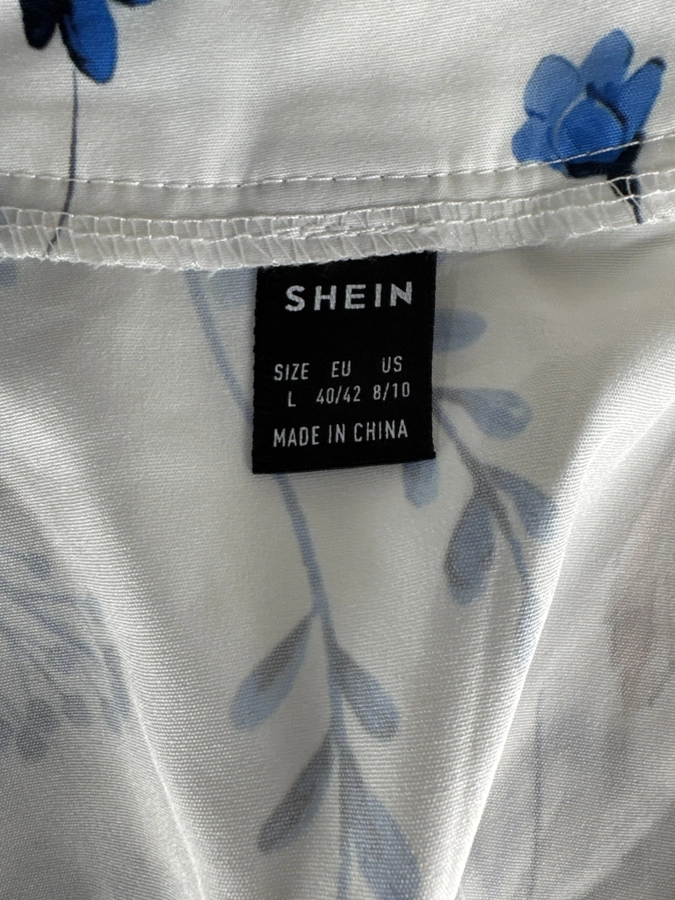 SHEIN
SIZE EU US
L 40/42 8/10
MADE IN CHINA